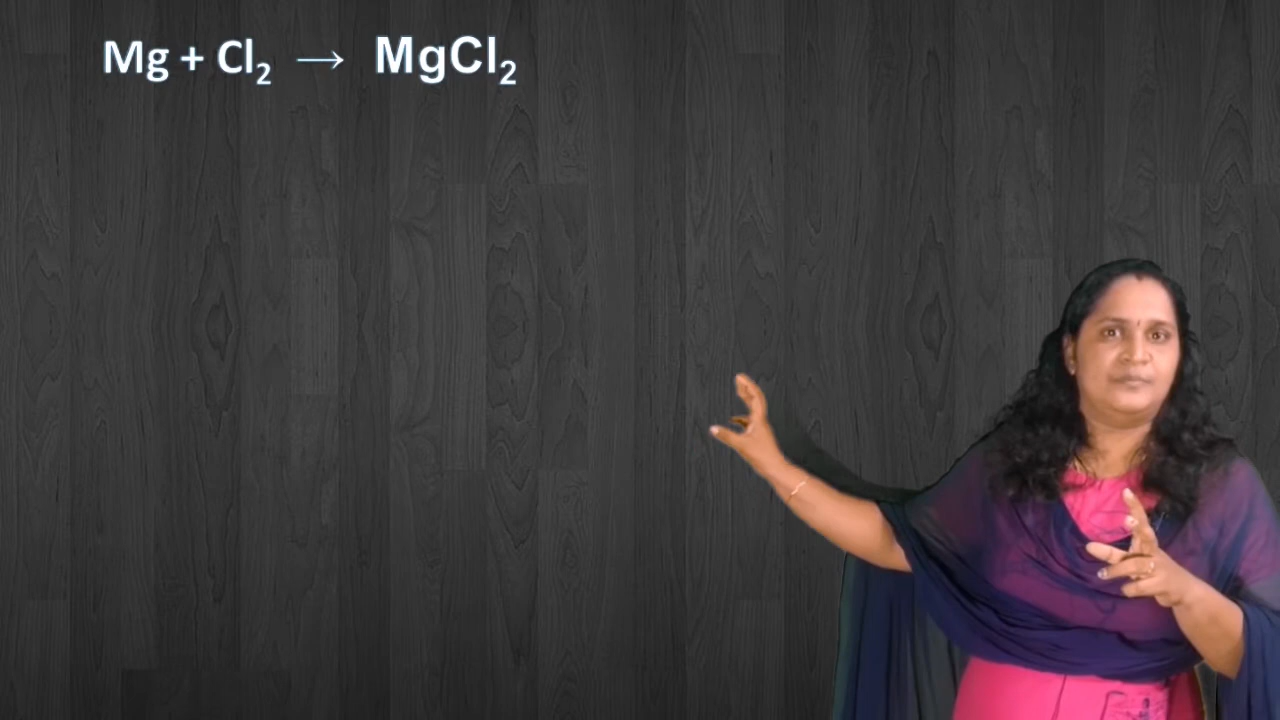 Mg + Cl₂ → MgCl₂